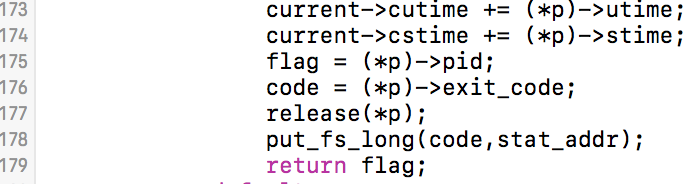 173 current->cutime += (*p)->utime;
174 current->cstime += (*p)->stime;
175 flag = (*p)->pid;
176 code = (*p)->exit_code;
177 release(*p);
178 put_fs_long(code,stat_addr);
179 return flag;